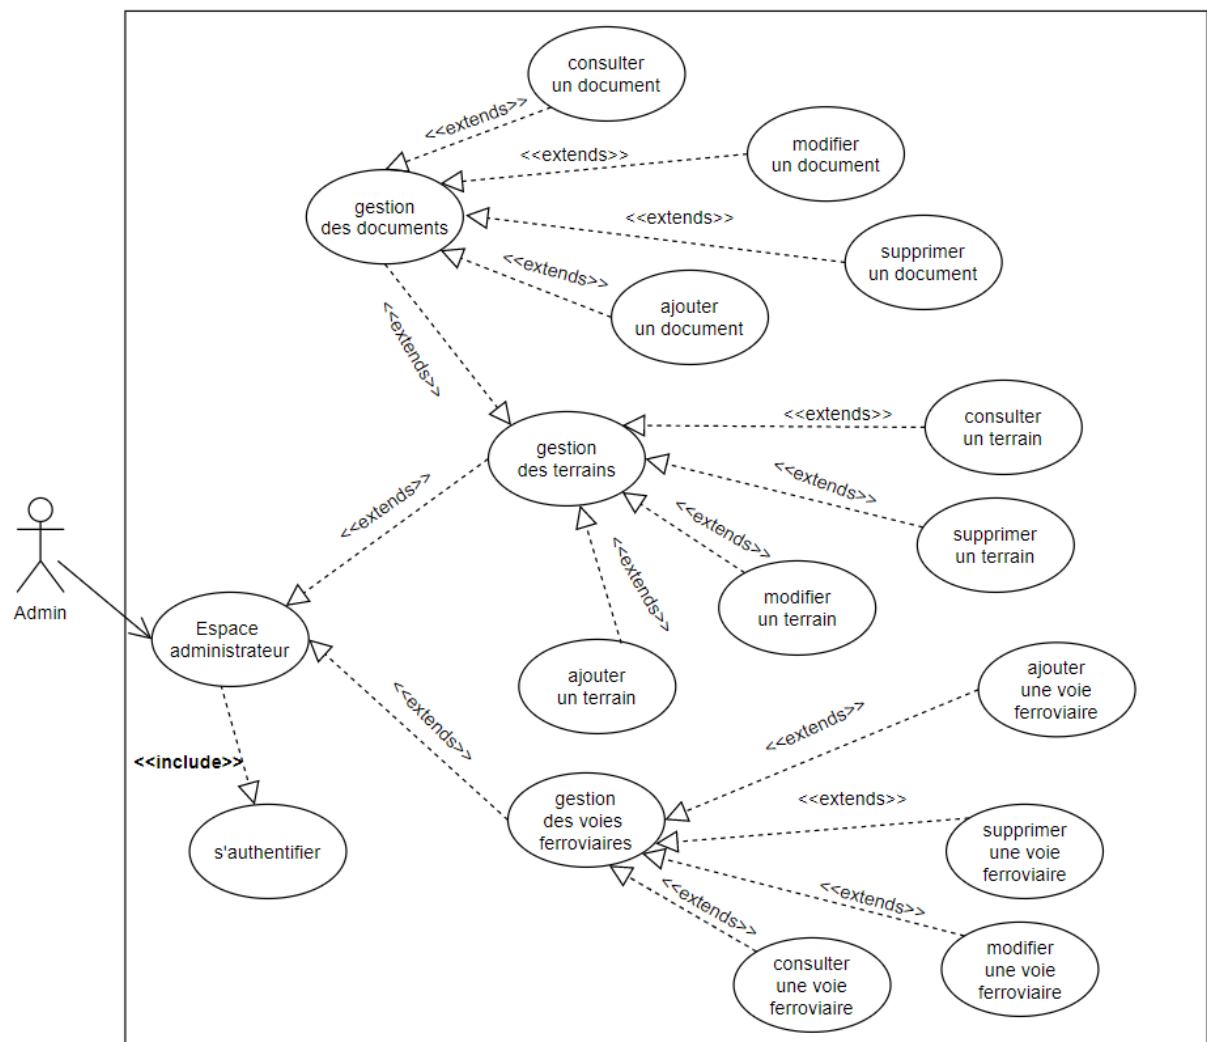 consulter
un document
<<extends>>
modifier
un document
<<extends>>
gestion
des documents
<<extends>>
supprimer
un document
<<extends>>
ajouter
un document
<<extends>>
<<extends>>
consulter
un terrain
gestion
des terrains
<<extends>>
<<extends>>
supprimer
un terrain
<<extends>>
<<extends>>
modifier
un terrain
Admin
Espace
administrateur
ajouter
un terrain
ajouter
une voie
ferroviaire
<<extends>>
<<extends>>
<<include>>
gestion
des voies
ferroviaires
<<extends>>
supprimer
une voie
ferroviaire
s'authentifier
<<extends>>
<<extends>>
modifier
une voie
ferroviaire
consulter
une voie
ferroviaire